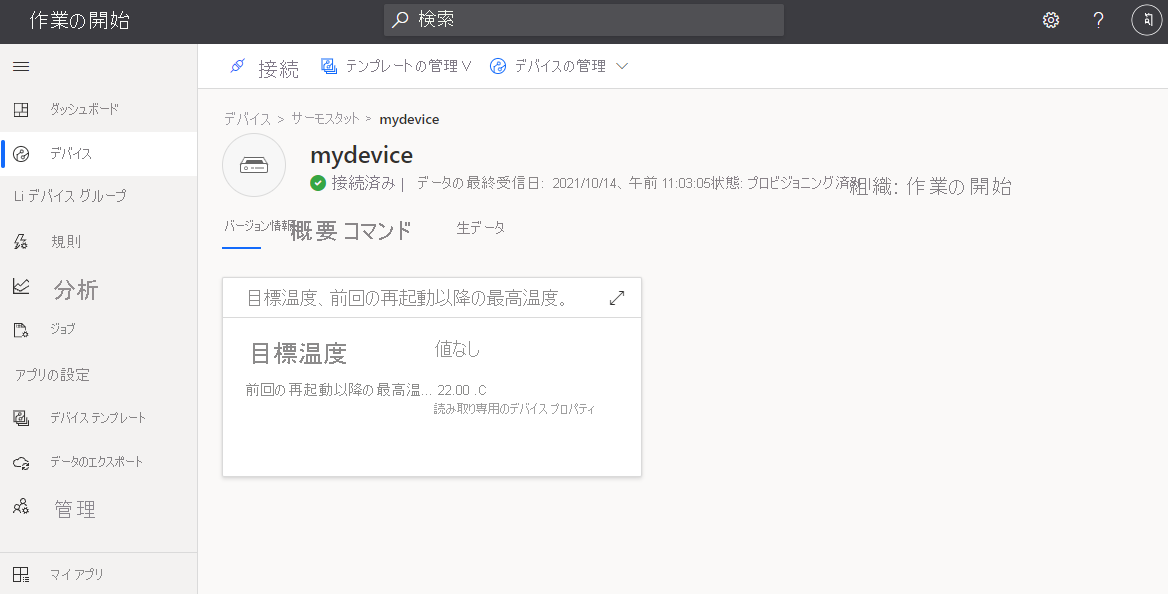 作業の開始
検索
?
接続
テンプレートの管理 V
デバイスの管理
ダッシュボード
デバイス
Li デバイス グループ
規則
分析
ジョブ
アプリの設定
デバイス テンプレート
データのエクスポート
管理
マイ アプリ
デバイス > サーモスタット > mydevice
mydevice
接続済み | データの最終受信日: 2021/10/14、午前 11:03:05状態: プロビジョニング済み | 組織: 作業の開始
バージョン情報 概要 コマンド 生データ
目標温度、前回の再起動以降の最高温度。
目標温度 値なし
前回の再起動以降の最高温... 22.00 .C
読み取り専用のデバイス プロパティ